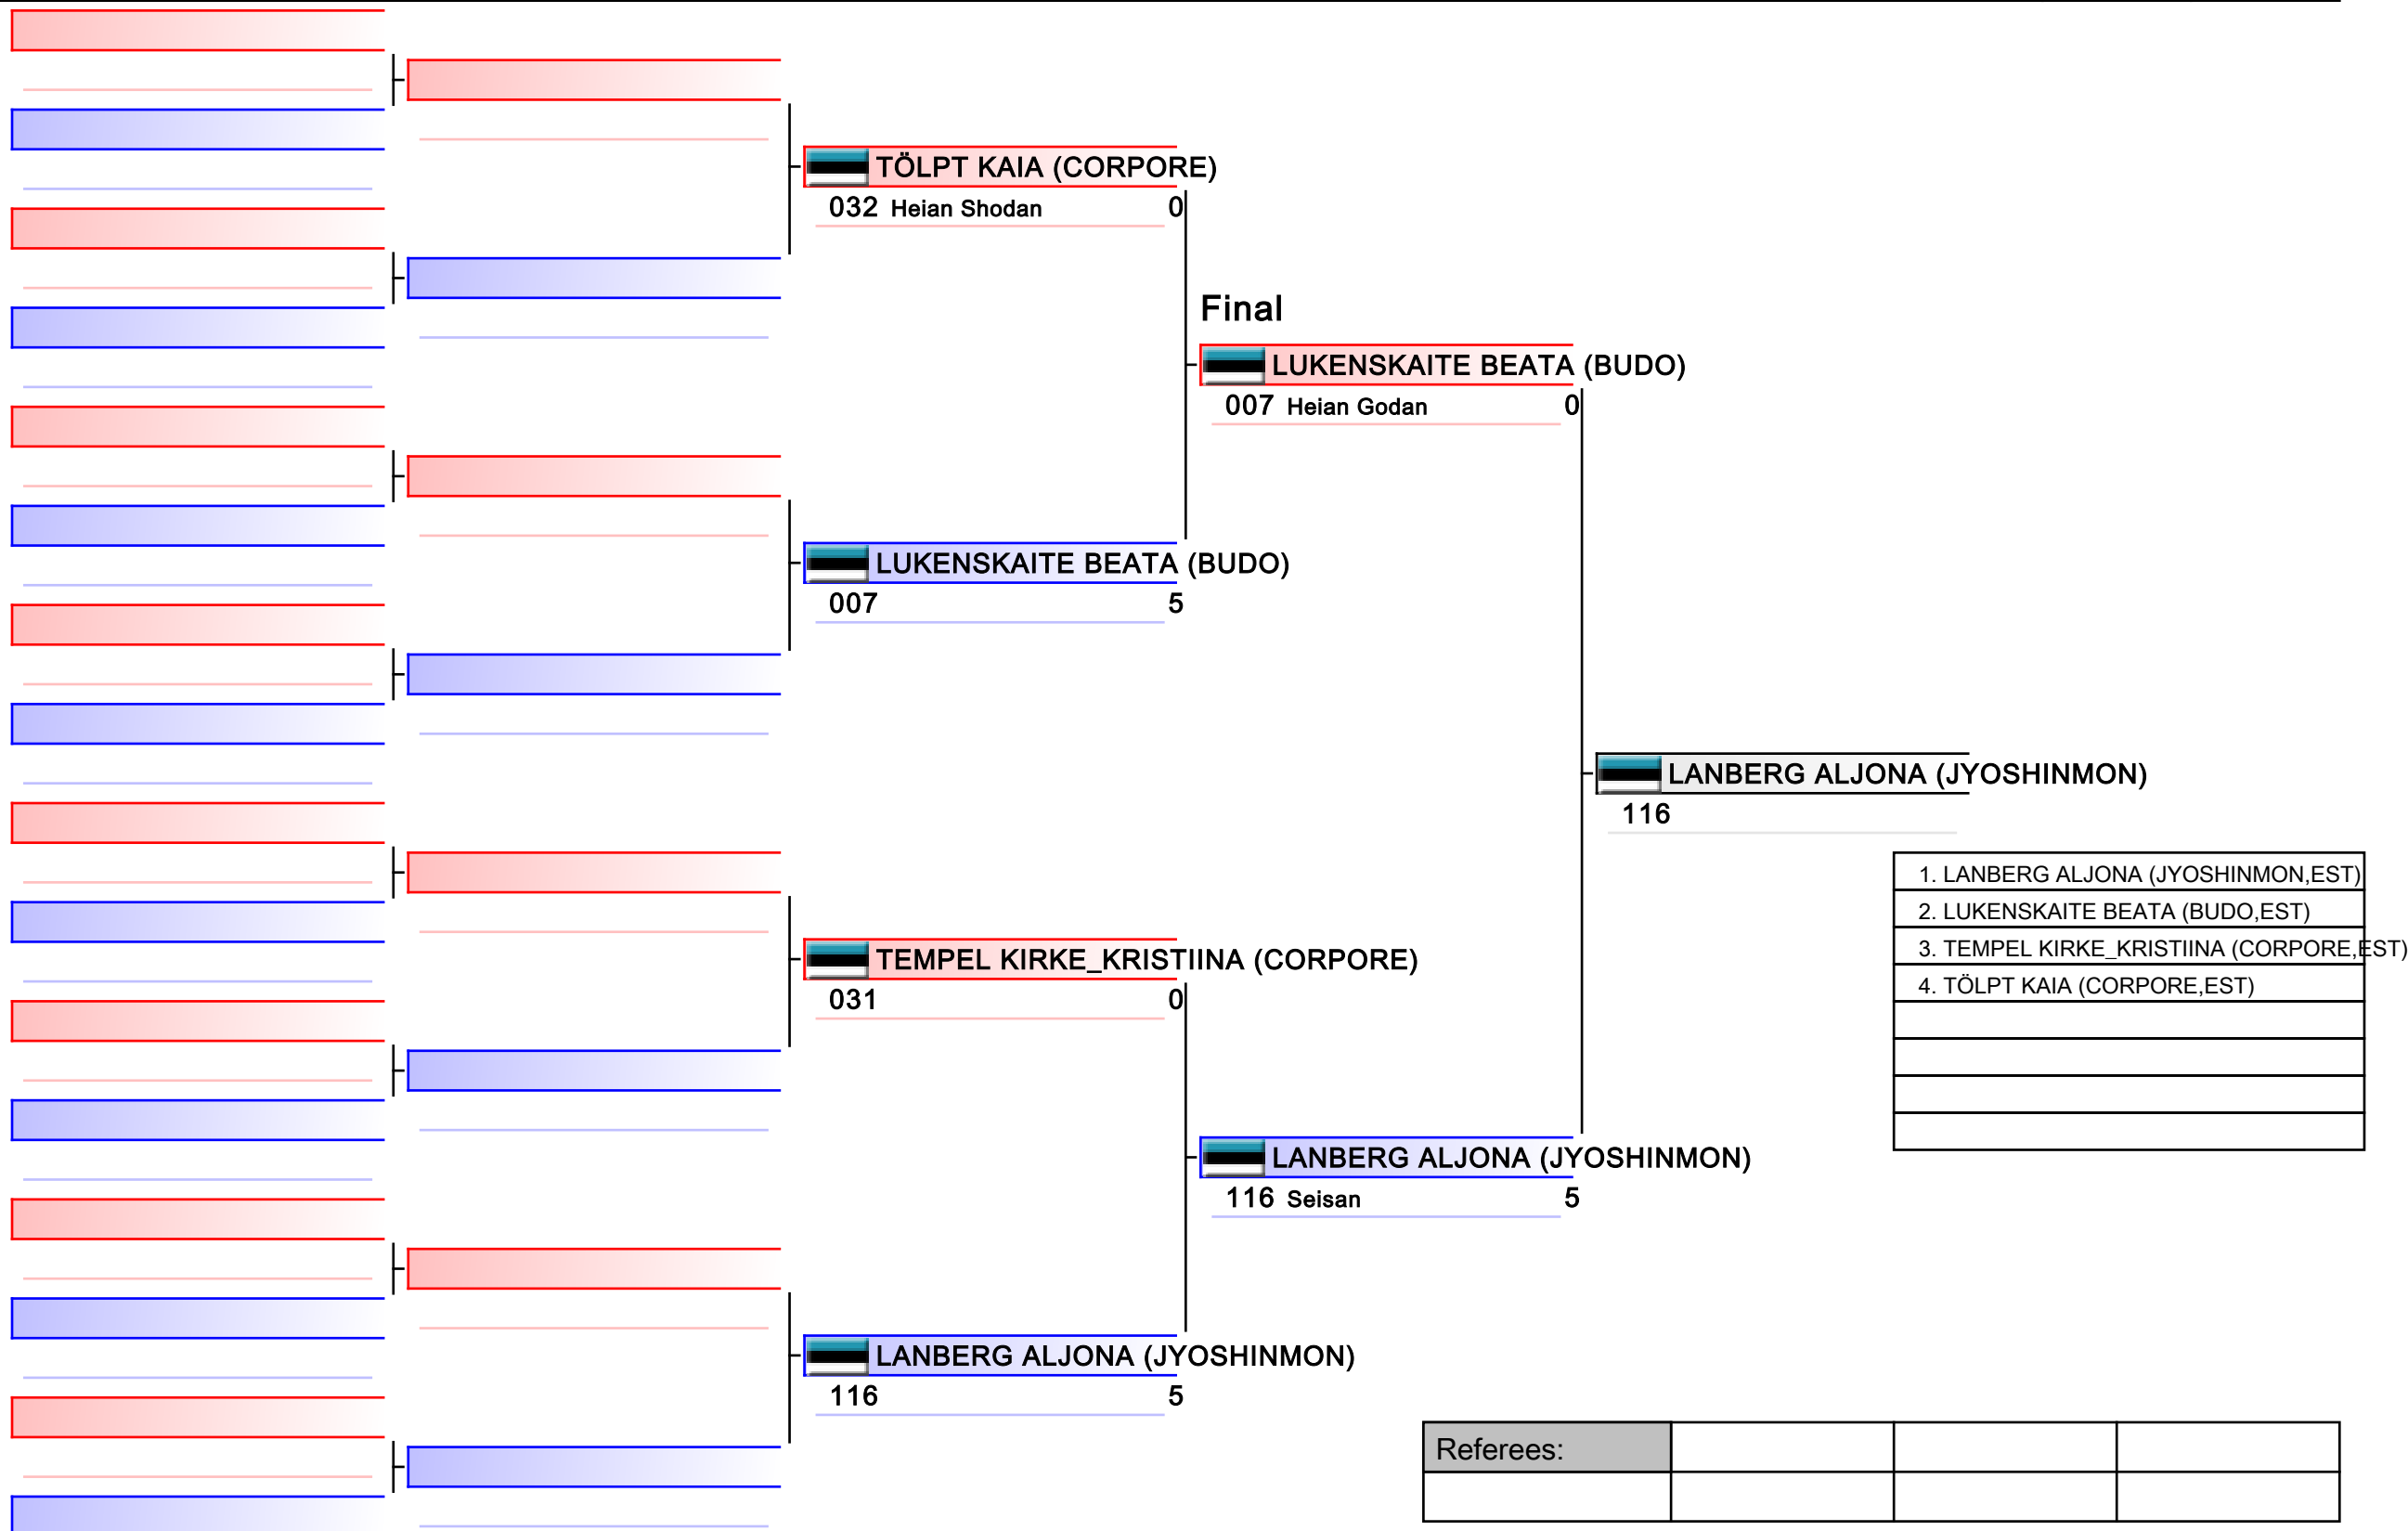 TÖLPT KAIA (CORPORE)
032 Heian Shodan 0
Final
LUKENSKAITE BEATA (BUDO)
007 Heian Godan 0
LUKENSKAITE BEATA (BUDO)
007 5
LANBERG ALJONA (JYOSHINMON)
116
1. LANBERG ALJONA (JYOSHINMON,EST)
2. LUKENSKAITE BEATA (BUDO,EST)
3. TEMPEL KIRKE_KRISTIINA (CORPORE,EST)
4. TÖLPT KAIA (CORPORE,EST)
TEMPEL KIRKE_KRISTIINA (CORPORE)
031 0
LANBERG ALJONA (JYOSHINMON)
116 Seisan 5
LANBERG ALJONA (JYOSHINMON)
116 5
Referees: